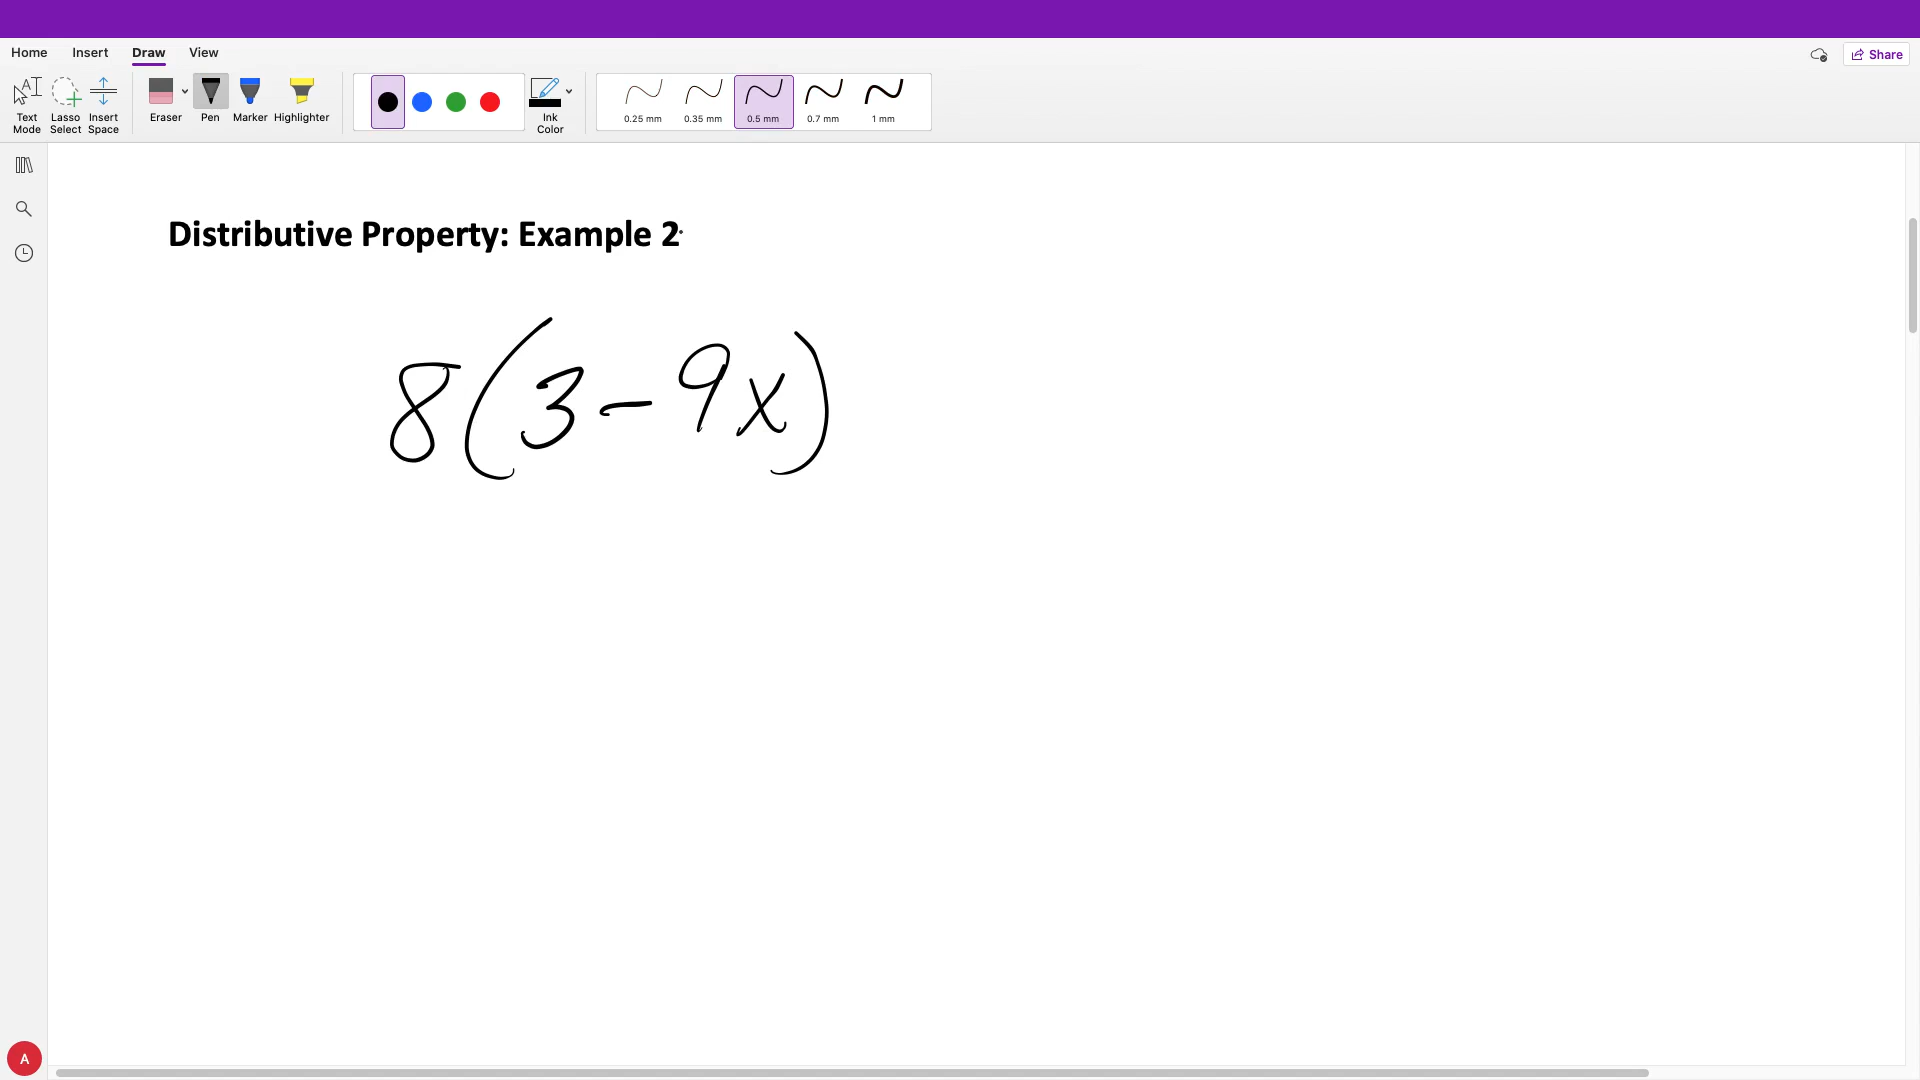 Home Insert Draw View
Share
Text Mode Lasso Select Insert Space Eraser Pen Marker Highlighter Ink Color 0.25 mm 0.35 mm 0.5 mm 0.7 mm 1 mm
Distributive Property: Example 2
8(3-9x)
A